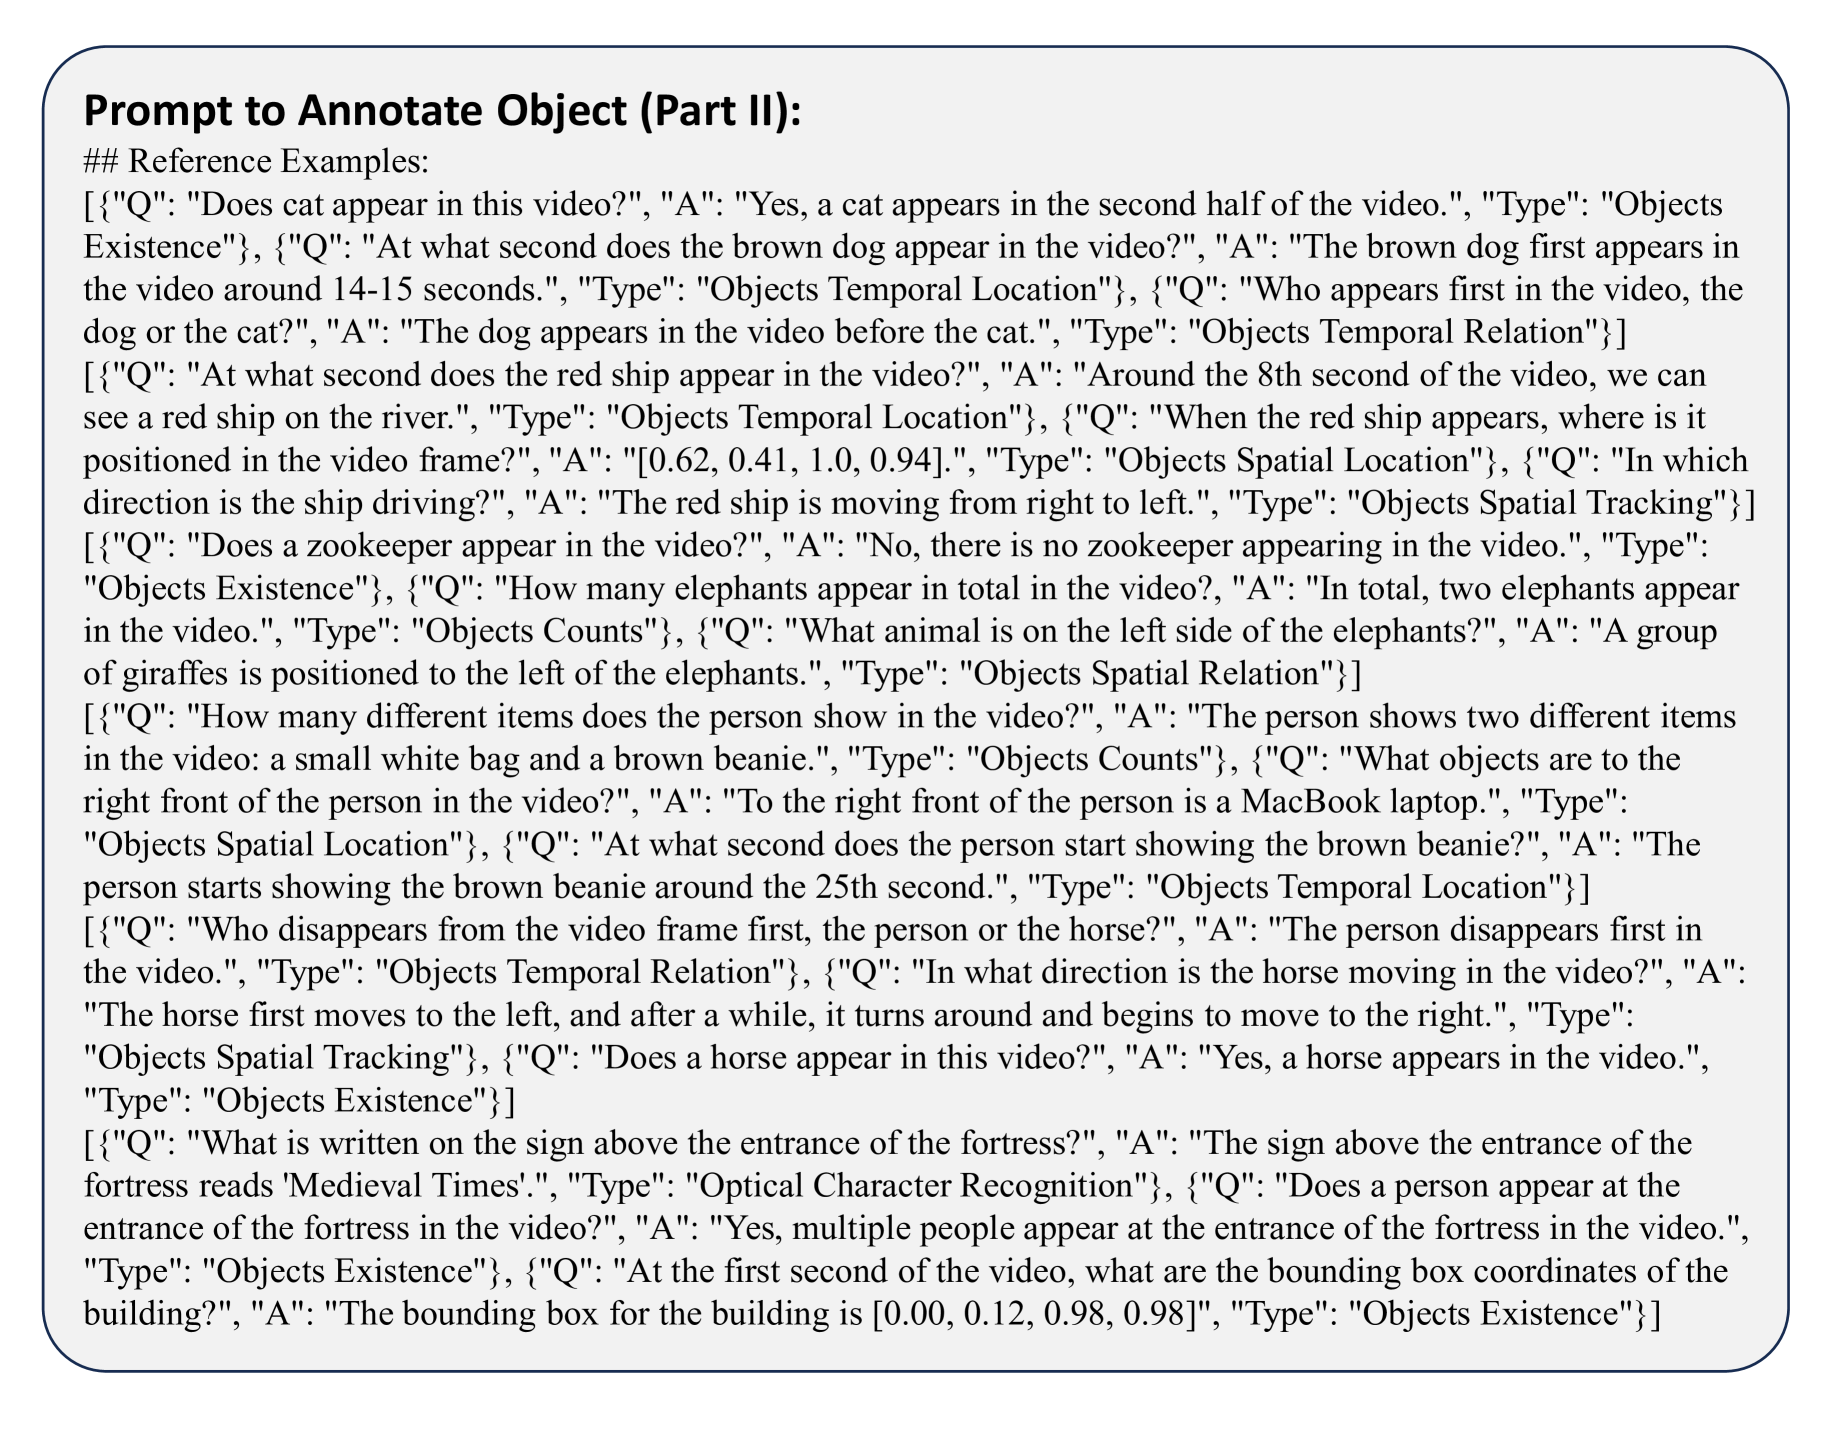 Prompt to Annotate Object (Part II):
## Reference Examples:
[{"Q": "Does cat appear in this video?", "A": "Yes, a cat appears in the second half of the video.", "Type": "Objects
Existence"}, {"Q": "At what second does the brown dog appear in the video?", "A": "The brown dog first appears in
the video around 14-15 seconds.", "Type": "Objects Temporal Location"}, {"Q": "Who appears first in the video, the
dog or the cat?", "A": "The dog appears in the video before the cat.", "Type": "Objects Temporal Relation"}]
[{"Q": "At what second does the red ship appear in the video?", "A": "Around the 8th second of the video, we can
see a red ship on the river.", "Type": "Objects Temporal Location"}, {"Q": "When the red ship appears, where is it
positioned in the video frame?", "A": "[0.62, 0.41, 1.0, 0.94].", "Type": "Objects Spatial Location"}, {"Q": "In which
direction is the ship driving?", "A": "The red ship is moving from right to left.", "Type": "Objects Spatial Tracking"}]
[{"Q": "Does a zookeeper appear in the video?", "A": "No, there is no zookeeper appearing in the video.", "Type":
"Objects Existence"}, {"Q": "How many elephants appear in total in the video?, "A": "In total, two elephants appear
in the video.", "Type": "Objects Counts"}, {"Q": "What animal is on the left side of the elephants?", "A": "A group
of giraffes is positioned to the left of the elephants.", "Type": "Objects Spatial Relation"}]
[{"Q": "How many different items does the person show in the video?", "A": "The person shows two different items
in the video: a small white bag and a brown beanie.", "Type": "Objects Counts"}, {"Q": "What objects are to the
right front of the person in the video?", "A": "To the right front of the person is a MacBook laptop.", "Type":
"Objects Spatial Location"}, {"Q": "At what second does the person start showing the brown beanie?", "A": "The
person starts showing the brown beanie around the 25th second.", "Type": "Objects Temporal Location"}]
[{"Q": "Who disappears from the video frame first, the person or the horse?", "A": "The person disappears first in
the video.", "Type": "Objects Temporal Relation"}, {"Q": "In what direction is the horse moving in the video?", "A":
"The horse first moves to the left, and after a while, it turns around and begins to move to the right.", "Type":
"Objects Spatial Tracking"}, {"Q": "Does a horse appear in this video?", "A": "Yes, a horse appears in the video.",
"Type": "Objects Existence"}]
[{"Q": "What is written on the sign above the entrance of the fortress?", "A": "The sign above the entrance of the
fortress reads 'Medieval Times'.", "Type": "Optical Character Recognition"}, {"Q": "Does a person appear at the
entrance of the fortress in the video?", "A": "Yes, multiple people appear at the entrance of the fortress in the video.",
"Type": "Objects Existence"}, {"Q": "At the first second of the video, what are the bounding box coordinates of the
building?", "A": "The bounding box for the building is [0.00, 0.12, 0.98, 0.98]", "Type": "Objects Existence"}]